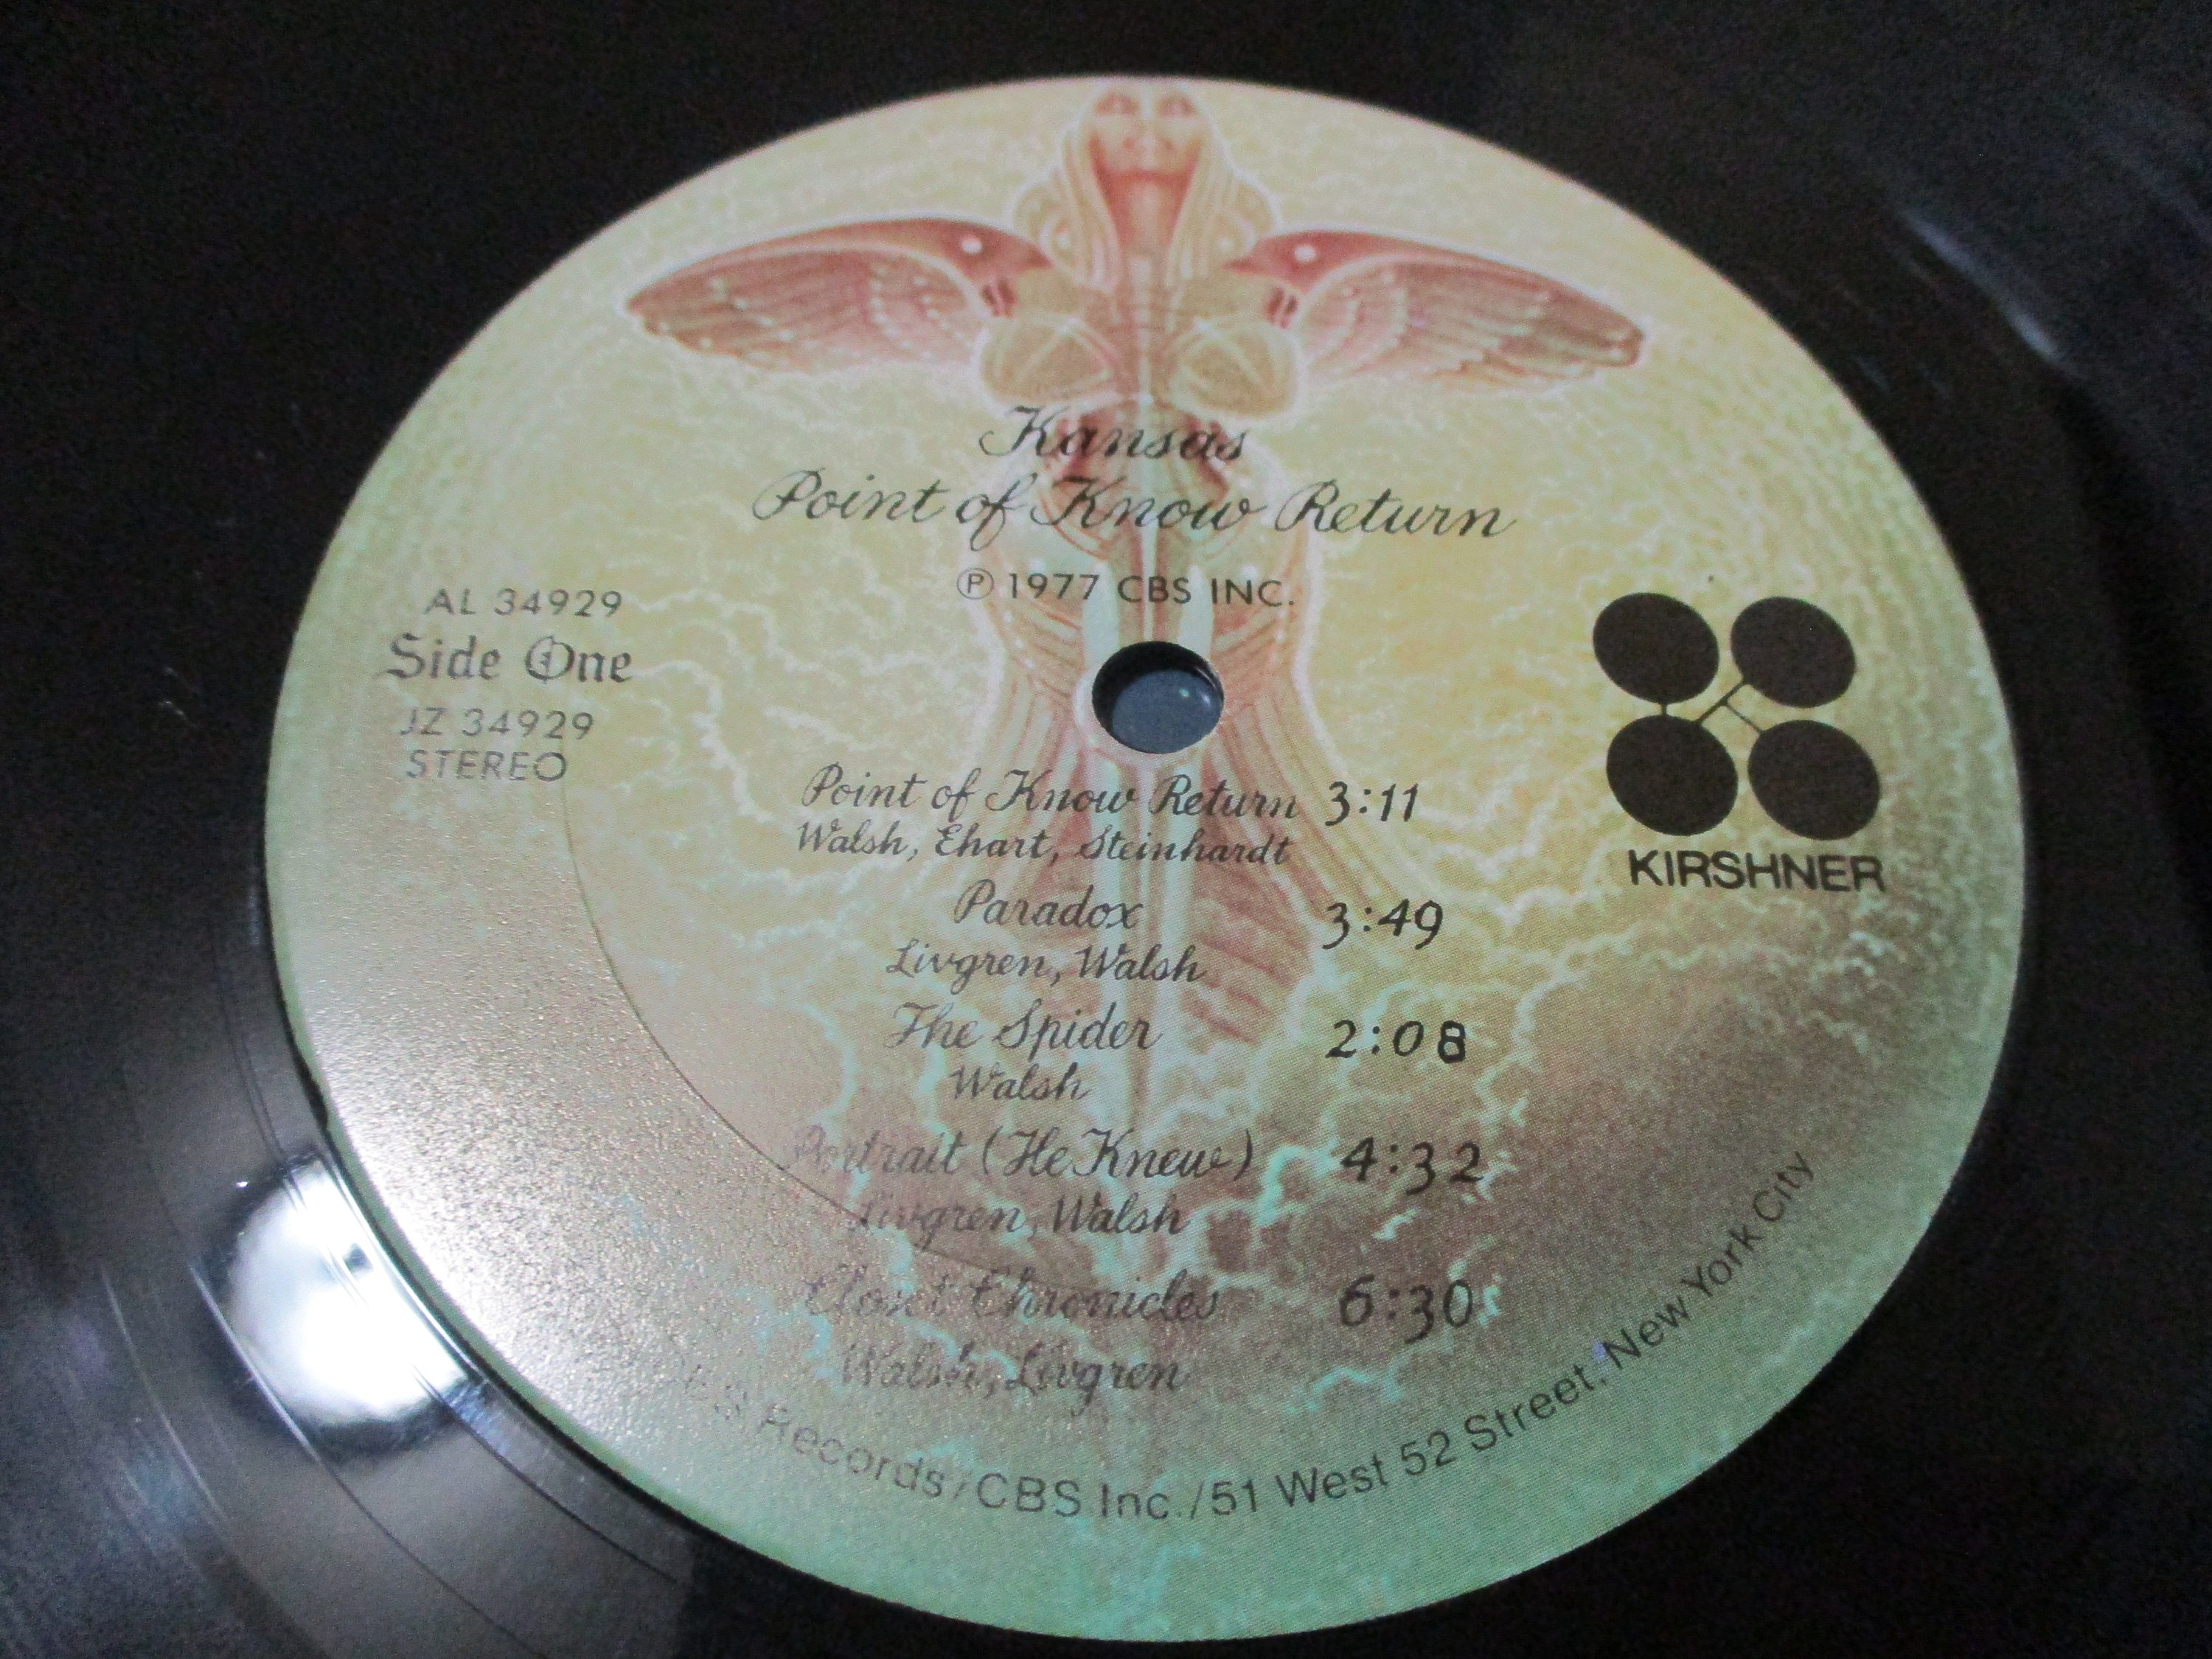 Kansas
Point of Know Return
Ⓟ 1977 CBS INC.
AL 34929
Side One
JZ 34929
STEREO
KIRSHNER
Point of Know Return 3:11
Walsh, Ehart, Steinhardt
Paradox 3:49
Livgren, Walsh
The Spider 2:08
Walsh
Portrait (He Knew) 4:32
Livgren, Walsh
Closet Chronicles 6:30
Walsh, Livgren
CBS Records/CBS Inc./51 West 52 Street, New York City